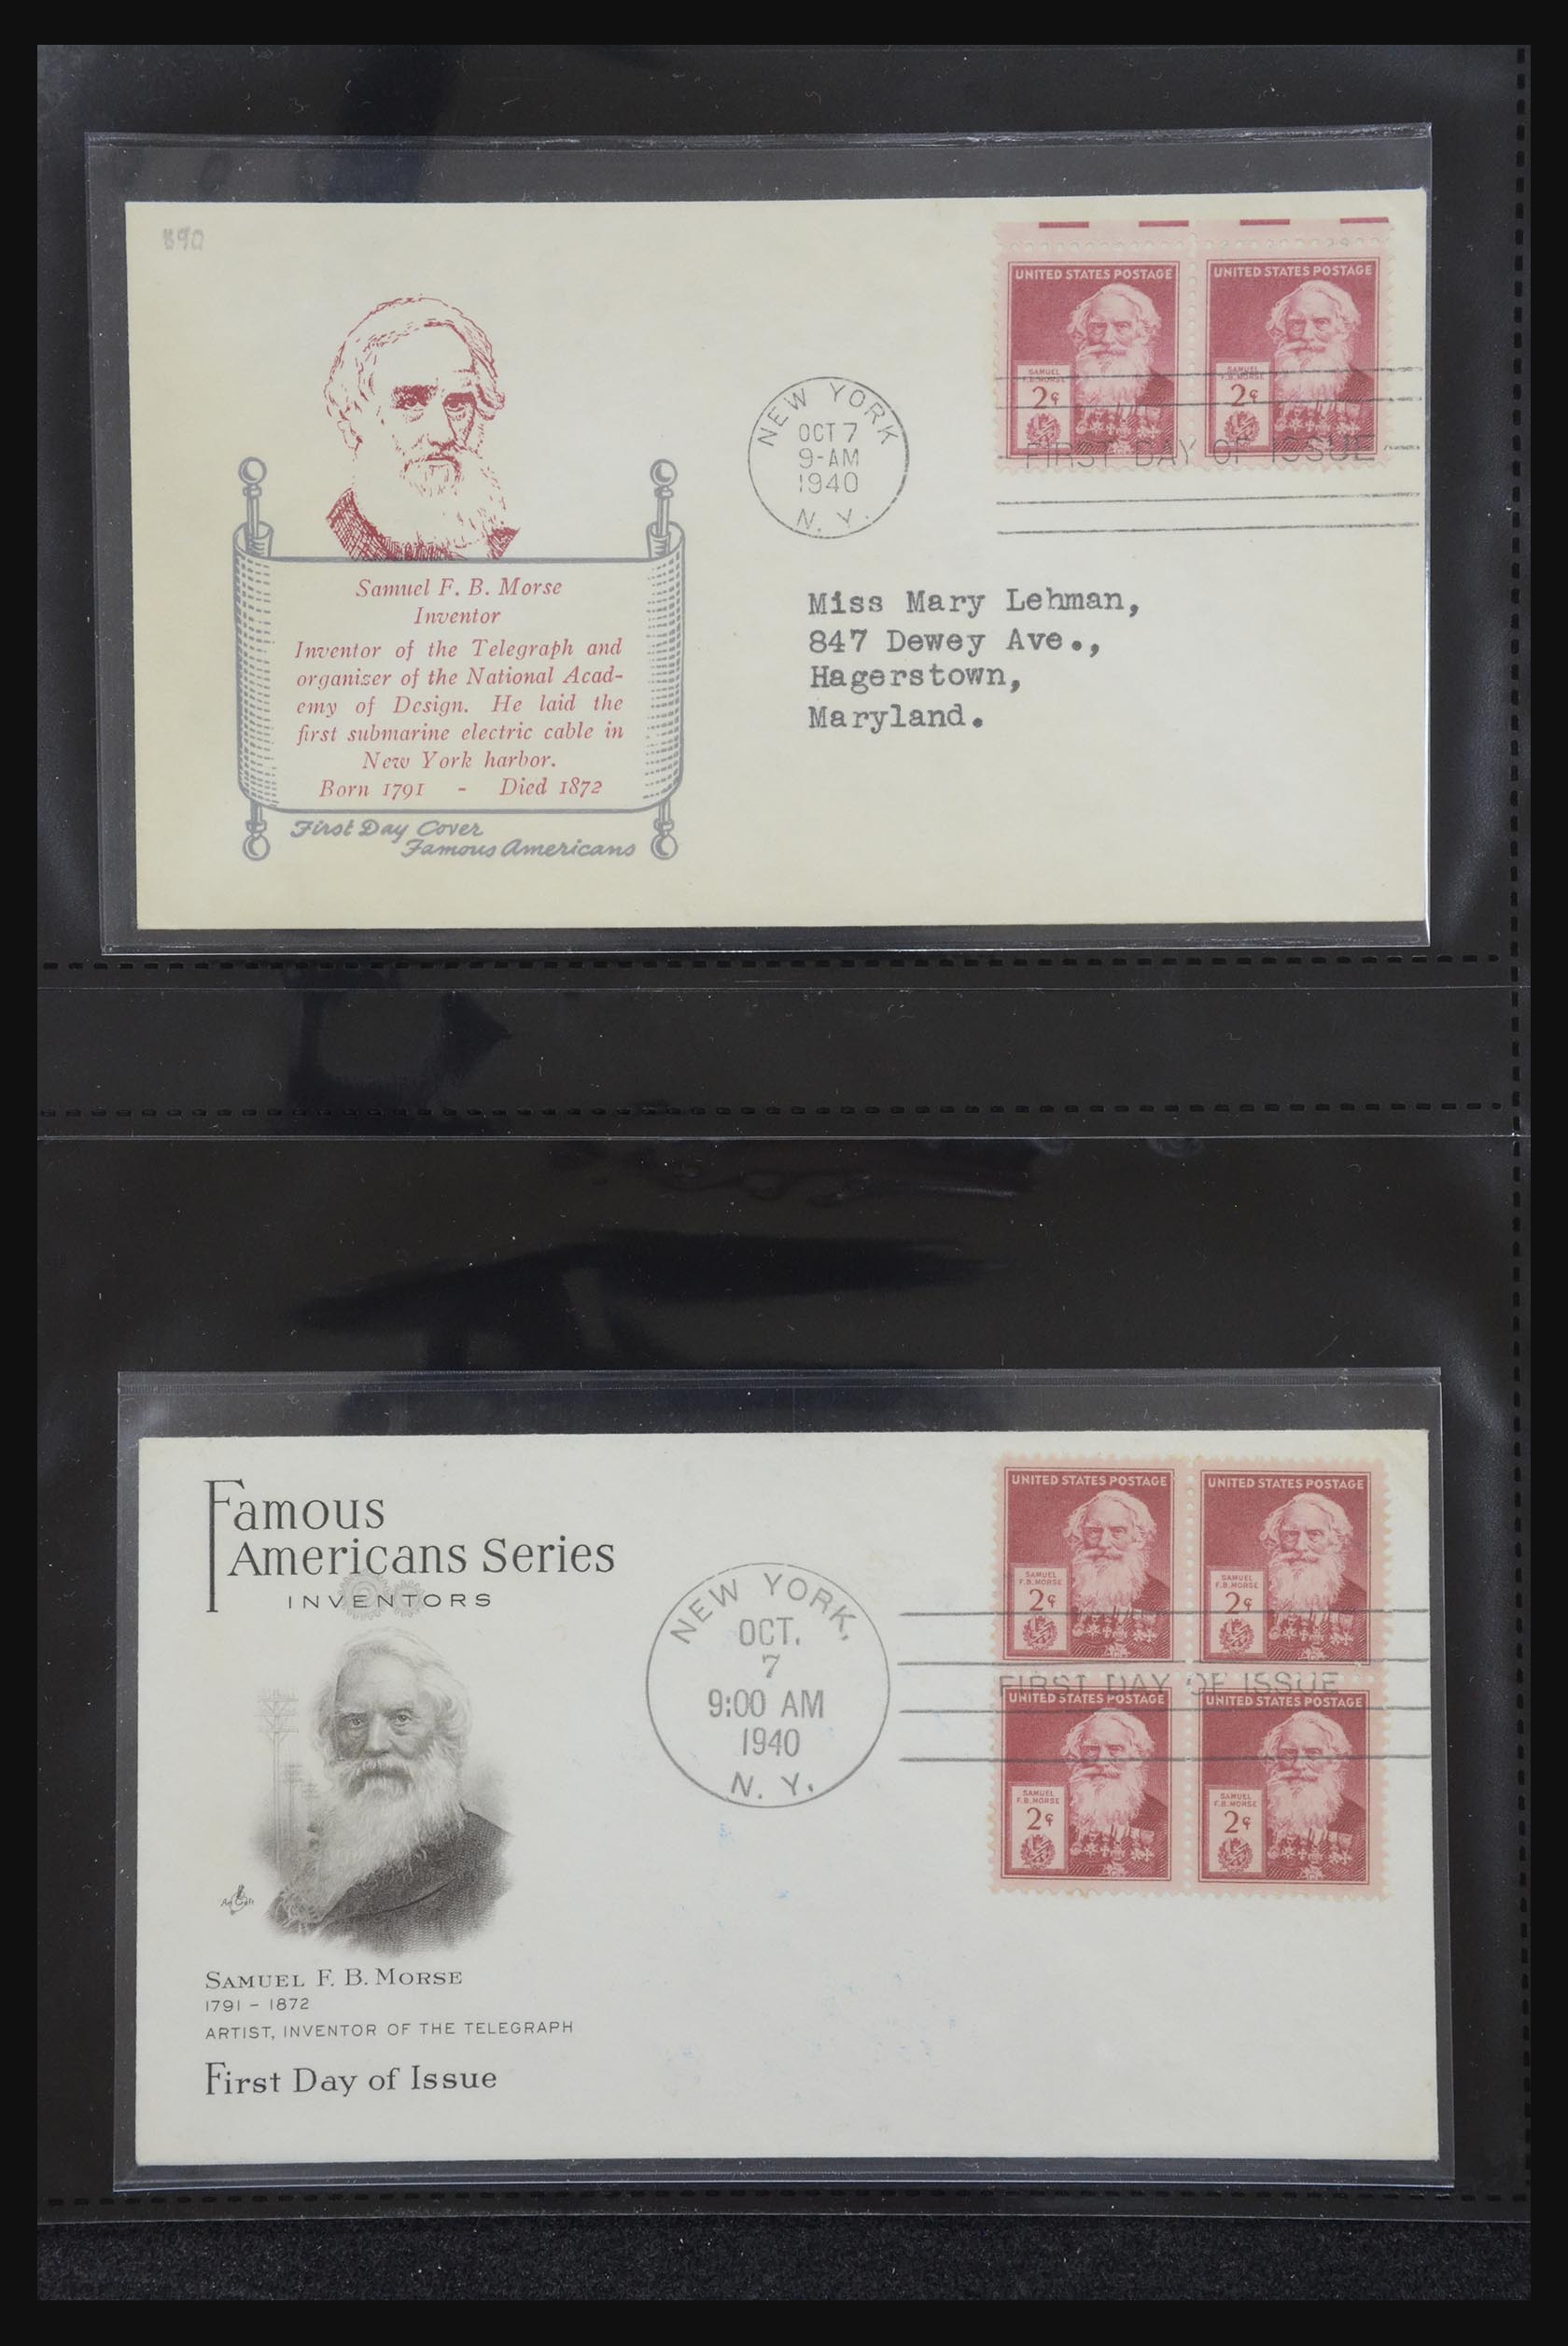 890
UNITED STATES POSTAGE UNITED STATES POSTAGE
SAMUEL
F.B.MORSE
2¢
SAMUEL
F.B.MORSE
2¢
FIRST DAY OF ISSUE
NEW YORK
OCT 7
9-AM
1940
N. Y.
Samuel F. B. Morse
Inventor
Inventor of the Telegraph and
organizer of the National Acad-
emy of Design. He laid the
first submarine electric cable in
New York harbor.
Born 1791 - Died 1872
First Day Cover
Famous Americans
Miss Mary Lehman,
847 Dewey Ave.,
Hagerstown,
Maryland.
Famous
Americans Series
INVENTORS
Art Craft
SAMUEL F. B. MORSE
1791 - 1872
ARTIST, INVENTOR OF THE TELEGRAPH
First Day of Issue
NEW YORK,
OCT.
7
9:00 AM
1940
N. Y.
UNITED STATES POSTAGE UNITED STATES POSTAGE
SAMUEL
F.B.MORSE
2¢
SAMUEL
F.B.MORSE
2¢
FIRST DAY OF ISSUE
UNITED STATES POSTAGE UNITED STATES POSTAGE
SAMUEL
F.B.MORSE
2¢
SAMUEL
F.B.MORSE
2¢